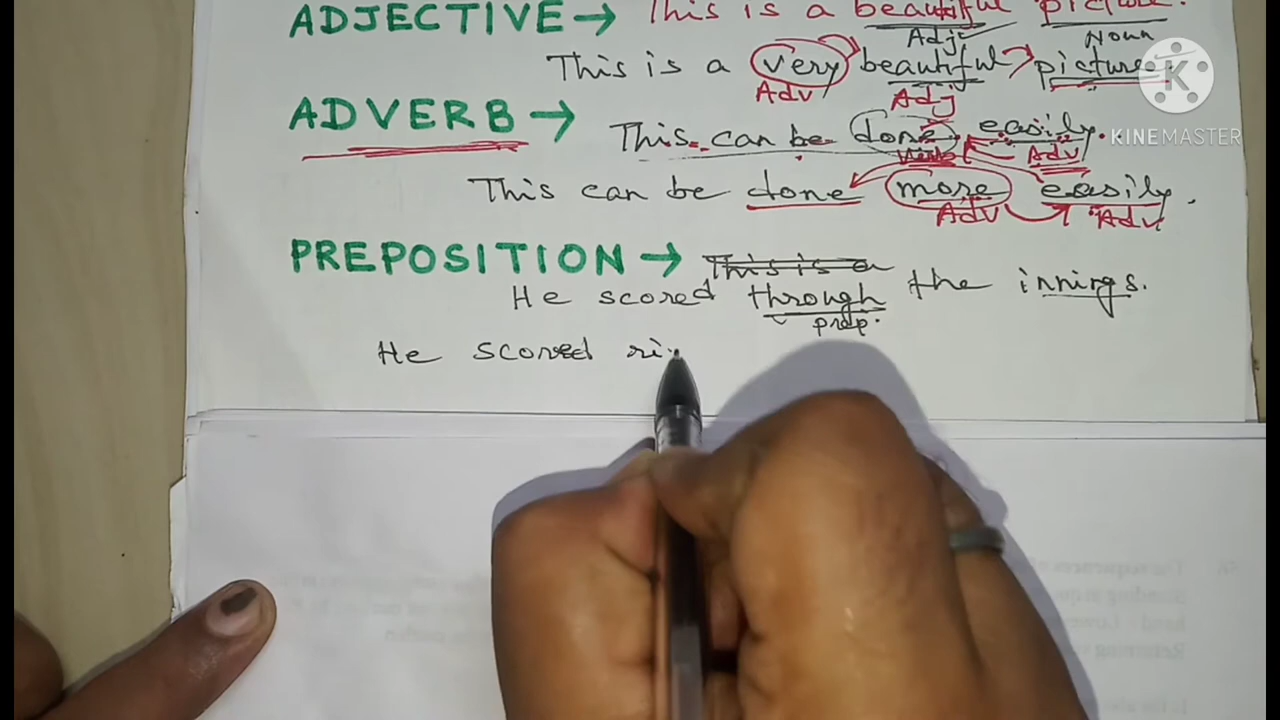 ADJECTIVE → This is a beautiful picture.
Adj Noun
This is a very beautiful picture
Adv Adj
ADVERB → This can be done easily.
Verb Adv
This can be done more easily.
Adv Adv
PREPOSITION → This is a
He scored through the innings.
prep.
He scored ri
K
KINEMASTER